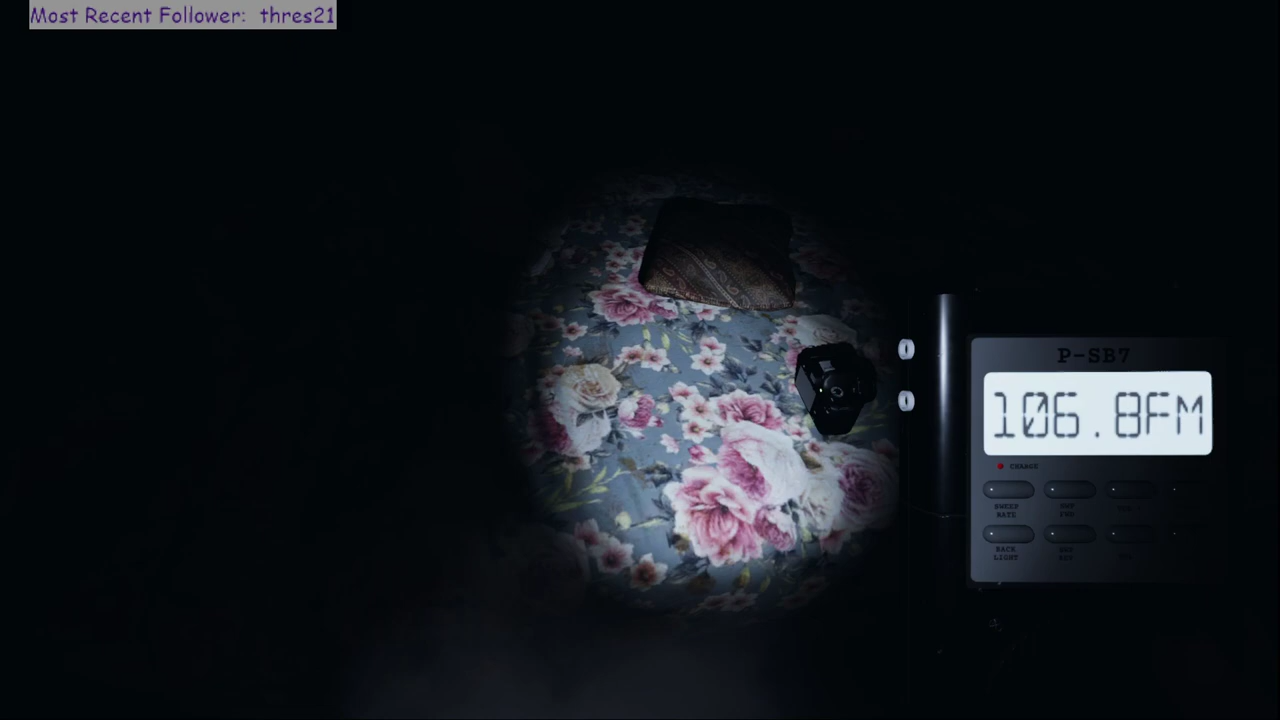 Most Recent Follower: thres21
P-SB7
106.8FM
CHARGE
SWEEP
RATE
BACK
LIGHT